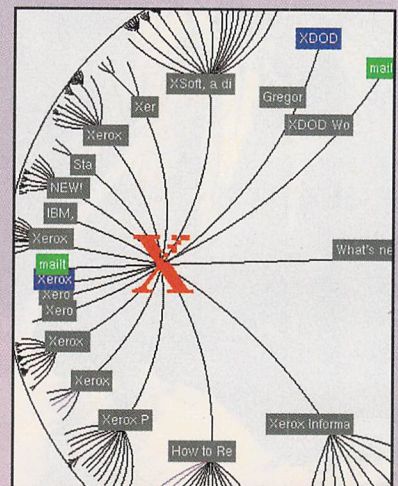 XDOD
mail
XSoft, a di
Gregor
Xer
XDOD Wo
Xerox
Sta
NEW!
IBM,
Xerox
What's ne
X
mailt
Xerox
Xero
Xero
Xerox
Xerox
Xerox P
Xerox Informa
How to Re